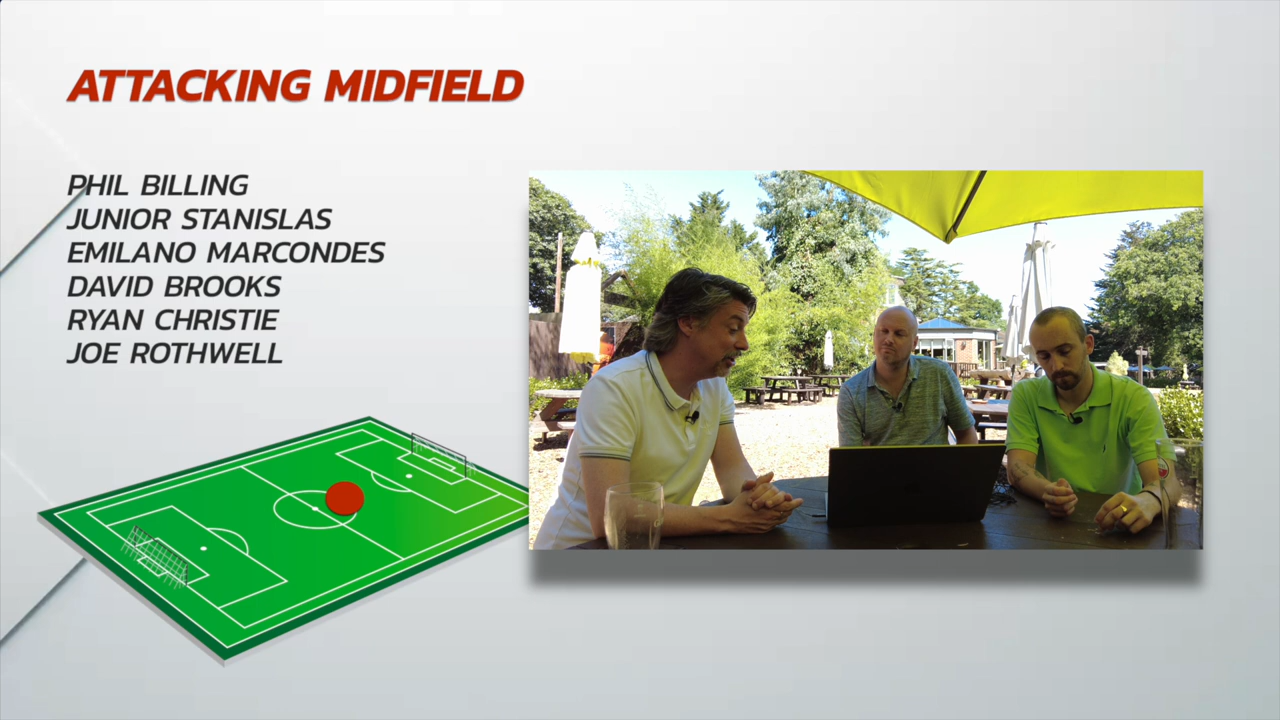 ATTACKING MIDFIELD
PHIL BILLING
JUNIOR STANISLAS
EMILANO MARCONDES
DAVID BROOKS
RYAN CHRISTIE
JOE ROTHWELL